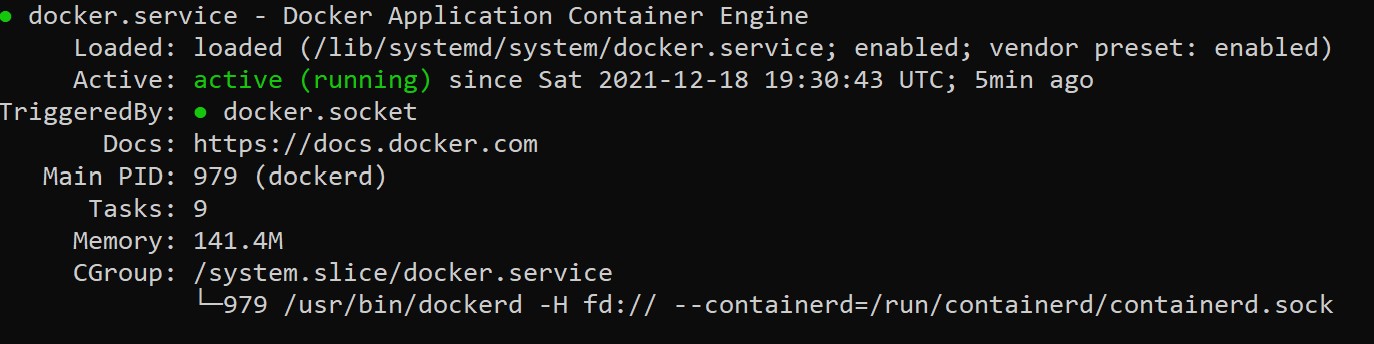 ● docker.service - Docker Application Container Engine
Loaded: loaded (/lib/systemd/system/docker.service; enabled; vendor preset: enabled)
Active: active (running) since Sat 2021-12-18 19:30:43 UTC; 5min ago
TriggeredBy: ● docker.socket
Docs: https://docs.docker.com
Main PID: 979 (dockerd)
Tasks: 9
Memory: 141.4M
CGroup: /system.slice/docker.service
└─979 /usr/bin/dockerd -H fd:// --containerd=/run/containerd/containerd.sock